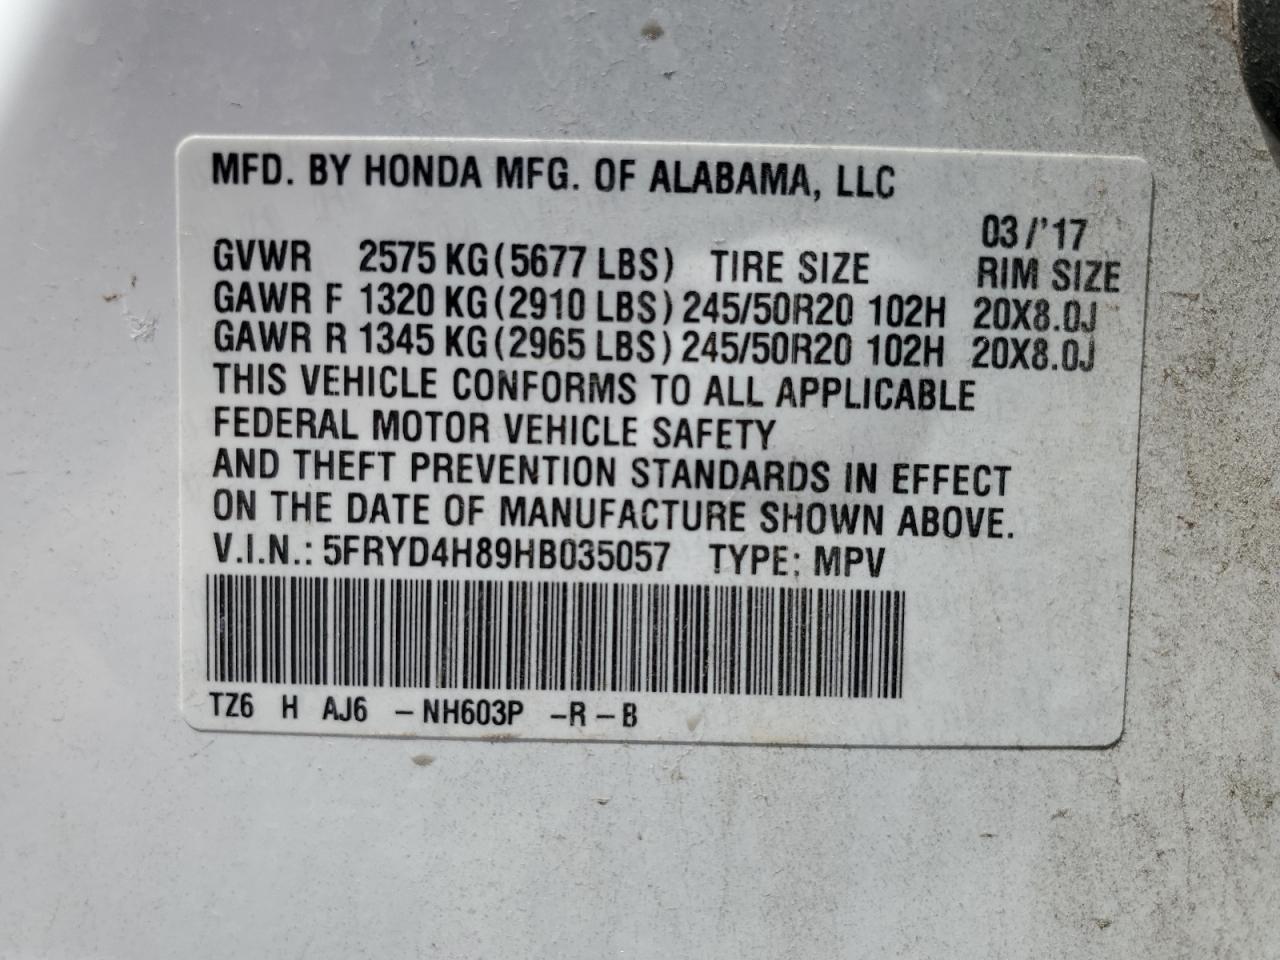 MFD. BY HONDA MFG. OF ALABAMA, LLC
03/'17
GVWR 2575 KG(5677 LBS) TIRE SIZE RIM SIZE
GAWR F 1320 KG(2910 LBS) 245/50R20 102H 20X8.0J
GAWR R 1345 KG(2965 LBS) 245/50R20 102H 20X8.0J
THIS VEHICLE CONFORMS TO ALL APPLICABLE
FEDERAL MOTOR VEHICLE SAFETY
AND THEFT PREVENTION STANDARDS IN EFFECT
ON THE DATE OF MANUFACTURE SHOWN ABOVE.
V.I.N.: 5FRYD4H89HB035057 TYPE: MPV
TZ6 H AJ6 -NH603P -R-B